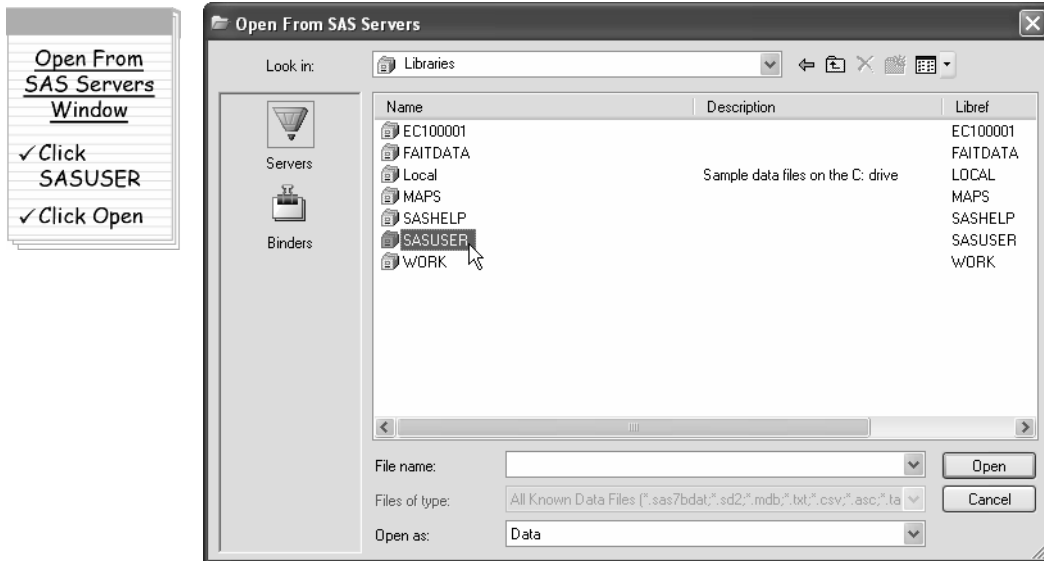 Open From
SAS Servers
Window
✓ Click
SASUSER
✓ Click Open
Open From SAS Servers
Look in:
Libraries
Servers
Binders
Name Description Libref
EC100001 EC100001
FAITDATA FAITDATA
Local Sample data files on the C: drive LOCAL
MAPS MAPS
SASHELP SASHELP
SASUSER SASUSER
WORK WORK
File name:
Open
Files of type: All Known Data Files (*.sas7bdat;*.sd2;*.mdb;*.txt;*.csv;*.asc;*.ta
Cancel
Open as: Data